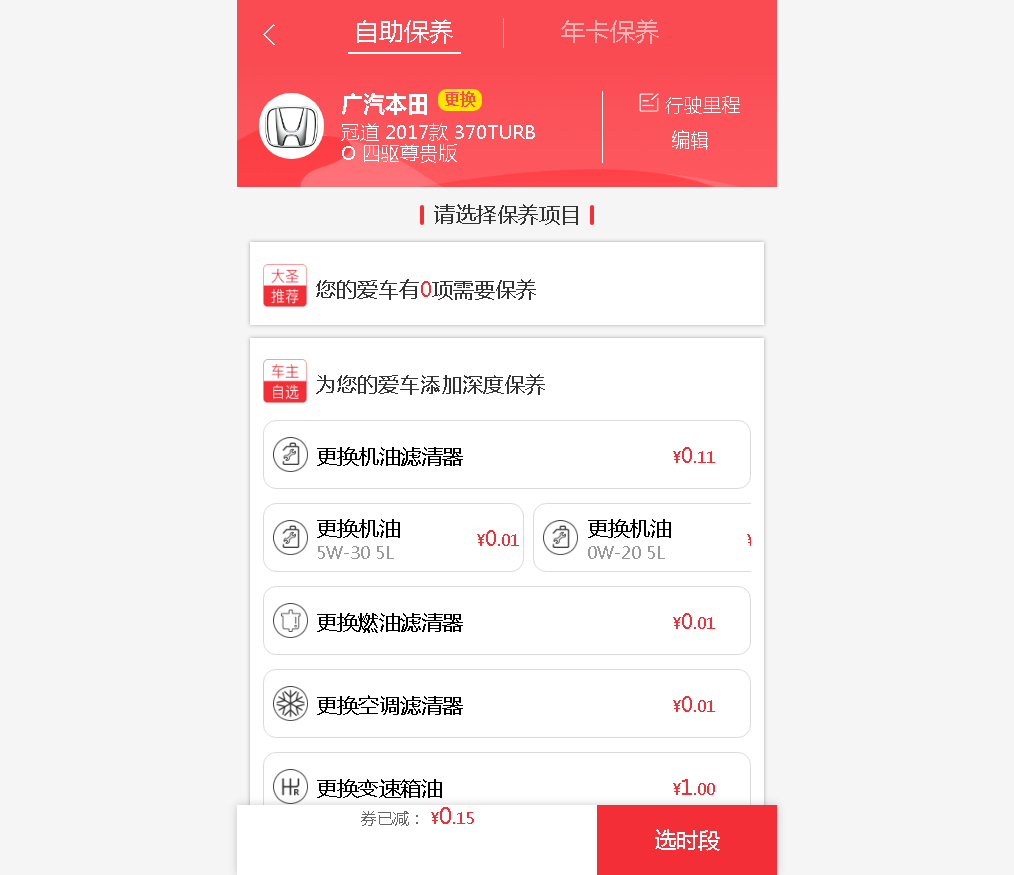 自助保养
年卡保养
广汽本田 更换
冠道 2017款 370TURB
O 四驱尊贵版
行驶里程
编辑
请选择保养项目
大圣
推荐
您的爱车有0项需要保养
车主
自选
为您的爱车添加深度保养
更换机油滤清器
¥0.11
更换机油
5W-30 5L
¥0.01
更换机油
0W-20 5L
¥
更换燃油滤清器
¥0.01
更换空调滤清器
¥0.01
更换变速箱油
¥1.00
券已减： ¥0.15
选时段